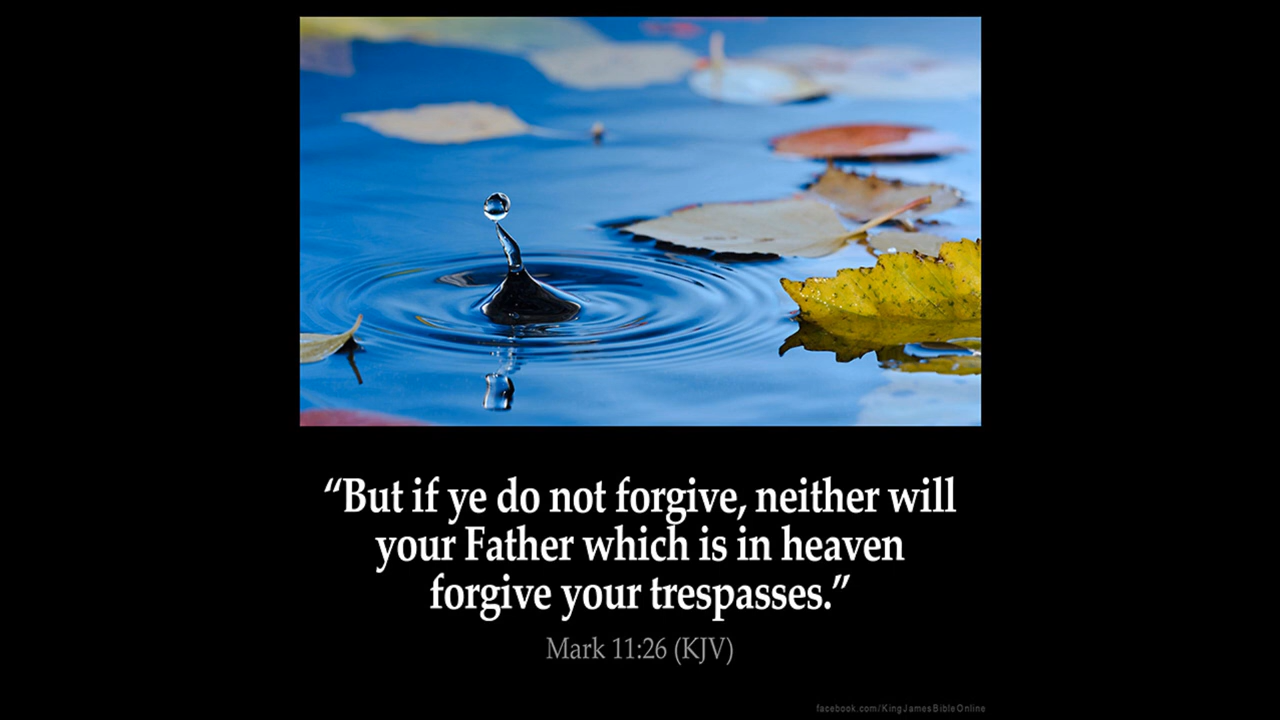 “But if ye do not forgive, neither will
your Father which is in heaven
forgive your trespasses.”
Mark 11:26 (KJV)
facebook.com/KingJamesBibleOnline